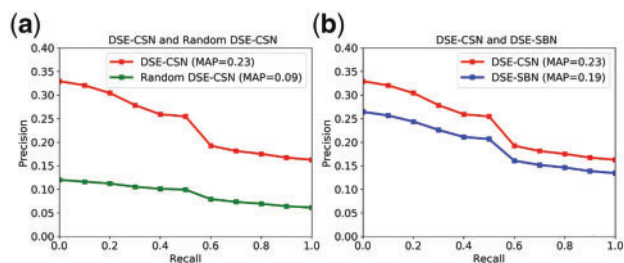 (a)
DSE-CSN and Random DSE-CSN
0.40
0.35
0.30
0.25
0.20
0.15
0.10
0.05
0.00
Precision
DSE-CSN (MAP=0.23)
Random DSE-CSN (MAP=0.09)
0.0 0.2 0.4 0.6 0.8 1.0
Recall
(b)
DSE-CSN and DSE-SBN
0.40
0.35
0.30
0.25
0.20
0.15
0.10
0.05
0.00
Precision
DSE-CSN (MAP=0.23)
DSE-SBN (MAP=0.19)
0.0 0.2 0.4 0.6 0.8 1.0
Recall